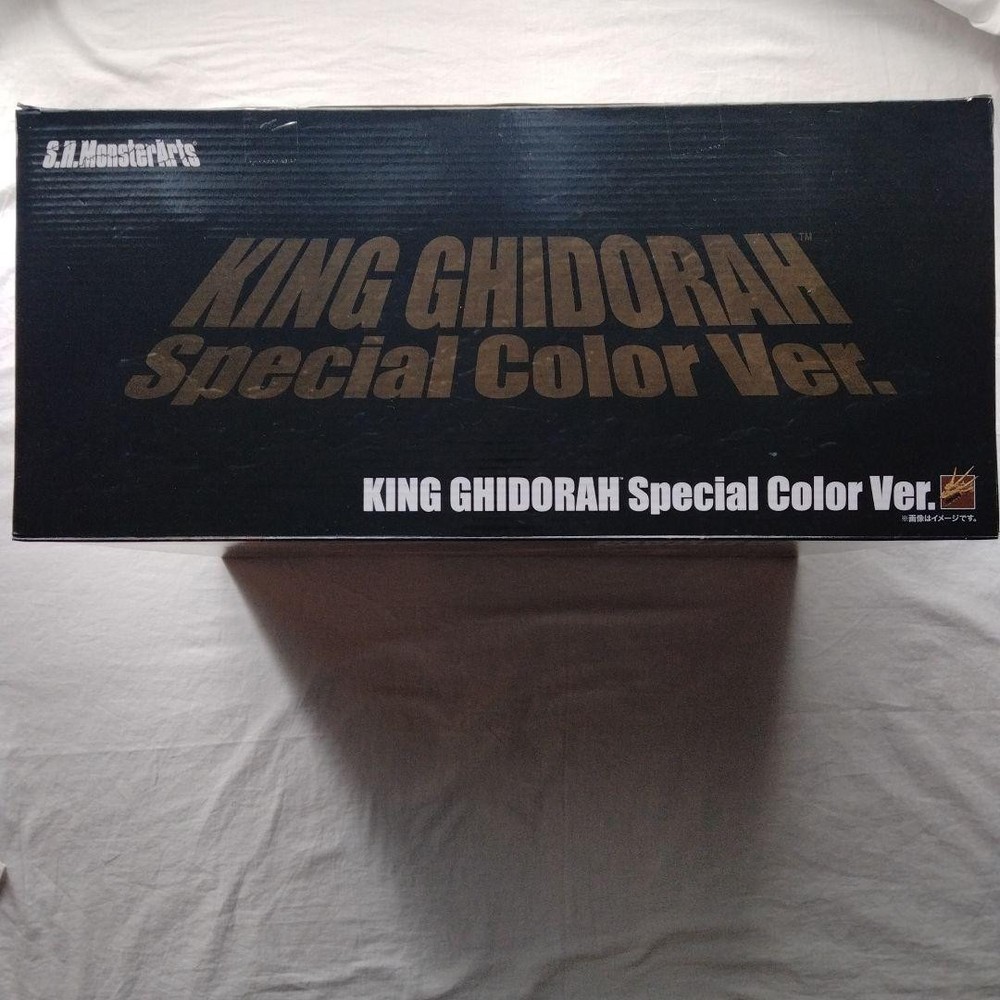 S.H.MonsterArts
KING GHIDORAH™
Special Color Ver.
KING GHIDORAH™ Special Color Ver.
※画像はイメージです。